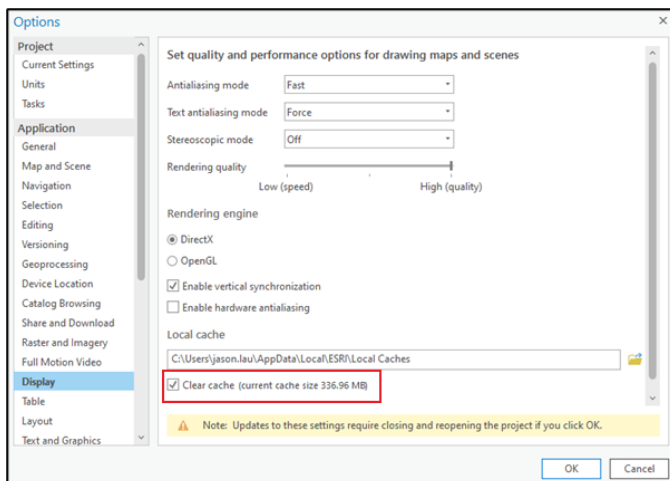 Options
Project
Current Settings
Units
Tasks
Application
General
Map and Scene
Navigation
Selection
Editing
Versioning
Geoprocessing
Device Location
Catalog Browsing
Share and Download
Raster and Imagery
Full Motion Video
Display
Table
Layout
Text and Graphics
Set quality and performance options for drawing maps and scenes
Antialiasing mode Fast
Text antialiasing mode Force
Stereoscopic mode Off
Rendering quality
Low (speed) High (quality)
Rendering engine
DirectX
OpenGL
Enable vertical synchronization
Enable hardware antialiasing
Local cache
C:\Users\jason.lau\AppData\Local\ESRI\Local Caches
Clear cache (current cache size 336.96 MB)
Note: Updates to these settings require closing and reopening the project if you click OK.
OK Cancel